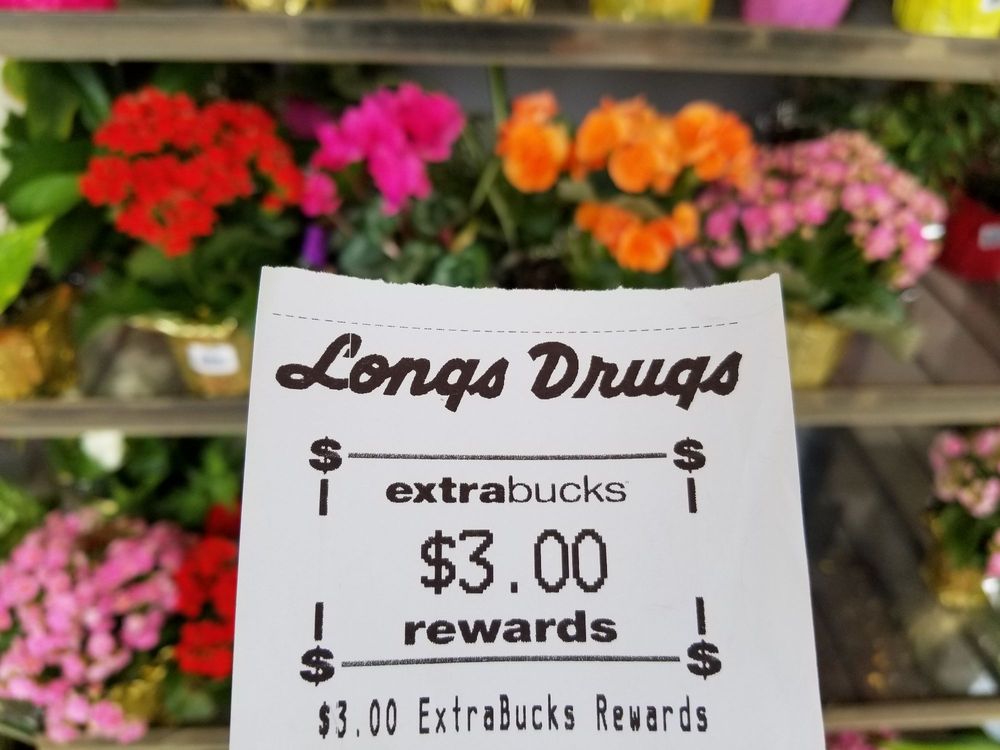 Longs Drugs
$ $
extrabucks
$3.00
rewards
$ $
$3.00 ExtraBucks Rewards